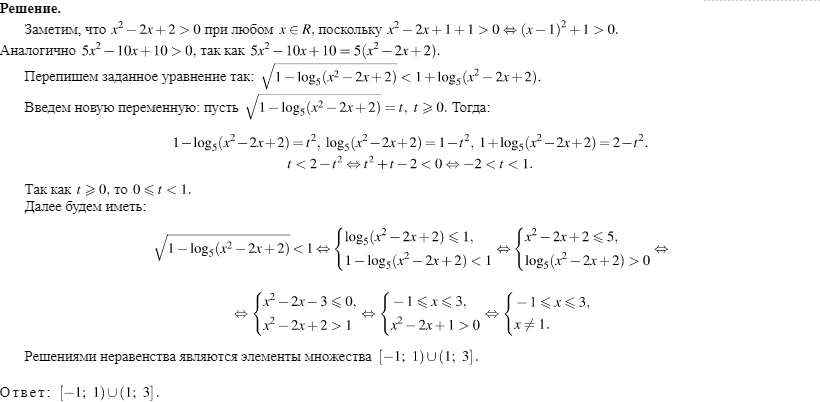 Решение.
Заметим, что x² − 2x + 2 > 0 при любом x ∈ R, поскольку x² − 2x + 1 + 1 > 0 ⇔ (x − 1)² + 1 > 0.
Аналогично 5x² − 10x + 10 > 0, так как 5x² − 10x + 10 = 5(x² − 2x + 2).
Перепишем заданное уравнение так: √(1 − log₅(x² − 2x + 2)) < 1 + log₅(x² − 2x + 2).
Введем новую переменную: пусть √(1 − log₅(x² − 2x + 2)) = t, t ⩾ 0. Тогда:
1 − log₅(x² − 2x + 2) = t², log₅(x² − 2x + 2) = 1 − t², 1 + log₅(x² − 2x + 2) = 2 − t².
t < 2 − t² ⇔ t² + t − 2 < 0 ⇔ −2 < t < 1.
Так как t ⩾ 0, то 0 ⩽ t < 1.
Далее будем иметь:
√(1 − log₅(x² − 2x + 2)) < 1 ⇔ { log₅(x² − 2x + 2) ⩽ 1, 1 − log₅(x² − 2x + 2) < 1 ⇔ { x² − 2x + 2 ⩽ 5, log₅(x² − 2x + 2) > 0 ⇔
⇔ { x² − 2x − 3 ⩽ 0, x² − 2x + 2 > 1 ⇔ { −1 ⩽ x ⩽ 3, x² − 2x + 1 > 0 ⇔ { −1 ⩽ x ⩽ 3, x ≠ 1.
Решениями неравенства являются элементы множества [−1; 1) ∪ (1; 3].
Ответ: [−1; 1) ∪ (1; 3].